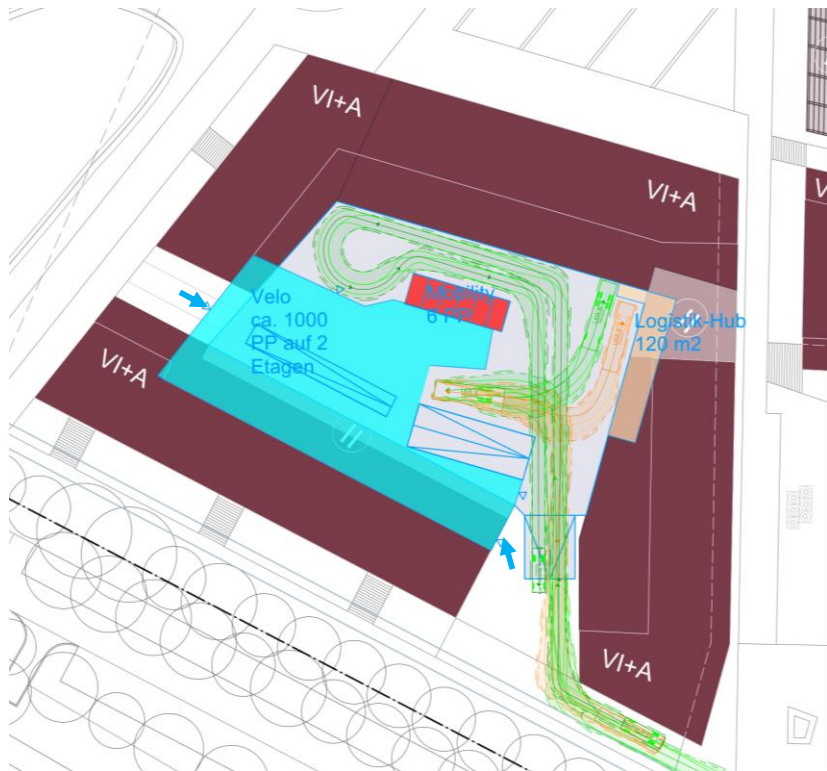 VI+A
VI+A
Velo
ca. 1000
PP auf 2
Etagen
Mobility
6 PP
Logistik-Hub
120 m2
VI+A
VI+A